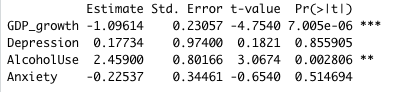 Estimate Std. Error t-value Pr(>|t|)
GDP_growth -1.09614 0.23057 -4.7540 7.005e-06 ***
Depression 0.17734 0.97400 0.1821 0.855905
AlcoholUse 2.45900 0.80166 3.0674 0.002806 **
Anxiety -0.22537 0.34461 -0.6540 0.514694